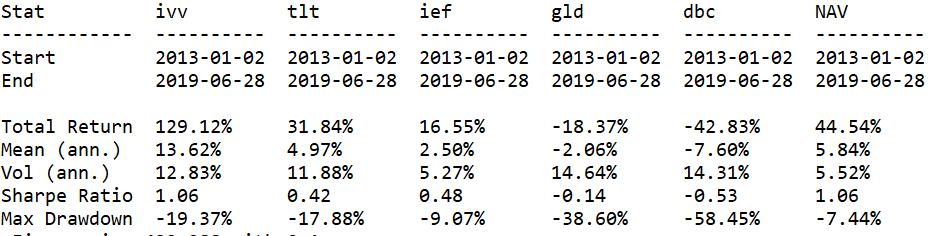 Stat          ivv         tlt         ief         gld         dbc         NAV
------------  ----------  ----------  ----------  ----------  ----------  ----------
Start         2013-01-02  2013-01-02  2013-01-02  2013-01-02  2013-01-02  2013-01-02
End           2019-06-28  2019-06-28  2019-06-28  2019-06-28  2019-06-28  2019-06-28

Total Return  129.12%     31.84%      16.55%      -18.37%     -42.83%     44.54%
Mean (ann.)   13.62%      4.97%       2.50%       -2.06%      -7.60%      5.84%
Vol (ann.)    12.83%      11.88%      5.27%       14.64%      14.31%      5.52%
Sharpe Ratio  1.06        0.42        0.48        -0.14       -0.53       1.06
Max Drawdown  -19.37%     -17.88%     -9.07%      -38.60%     -58.45%     -7.44%